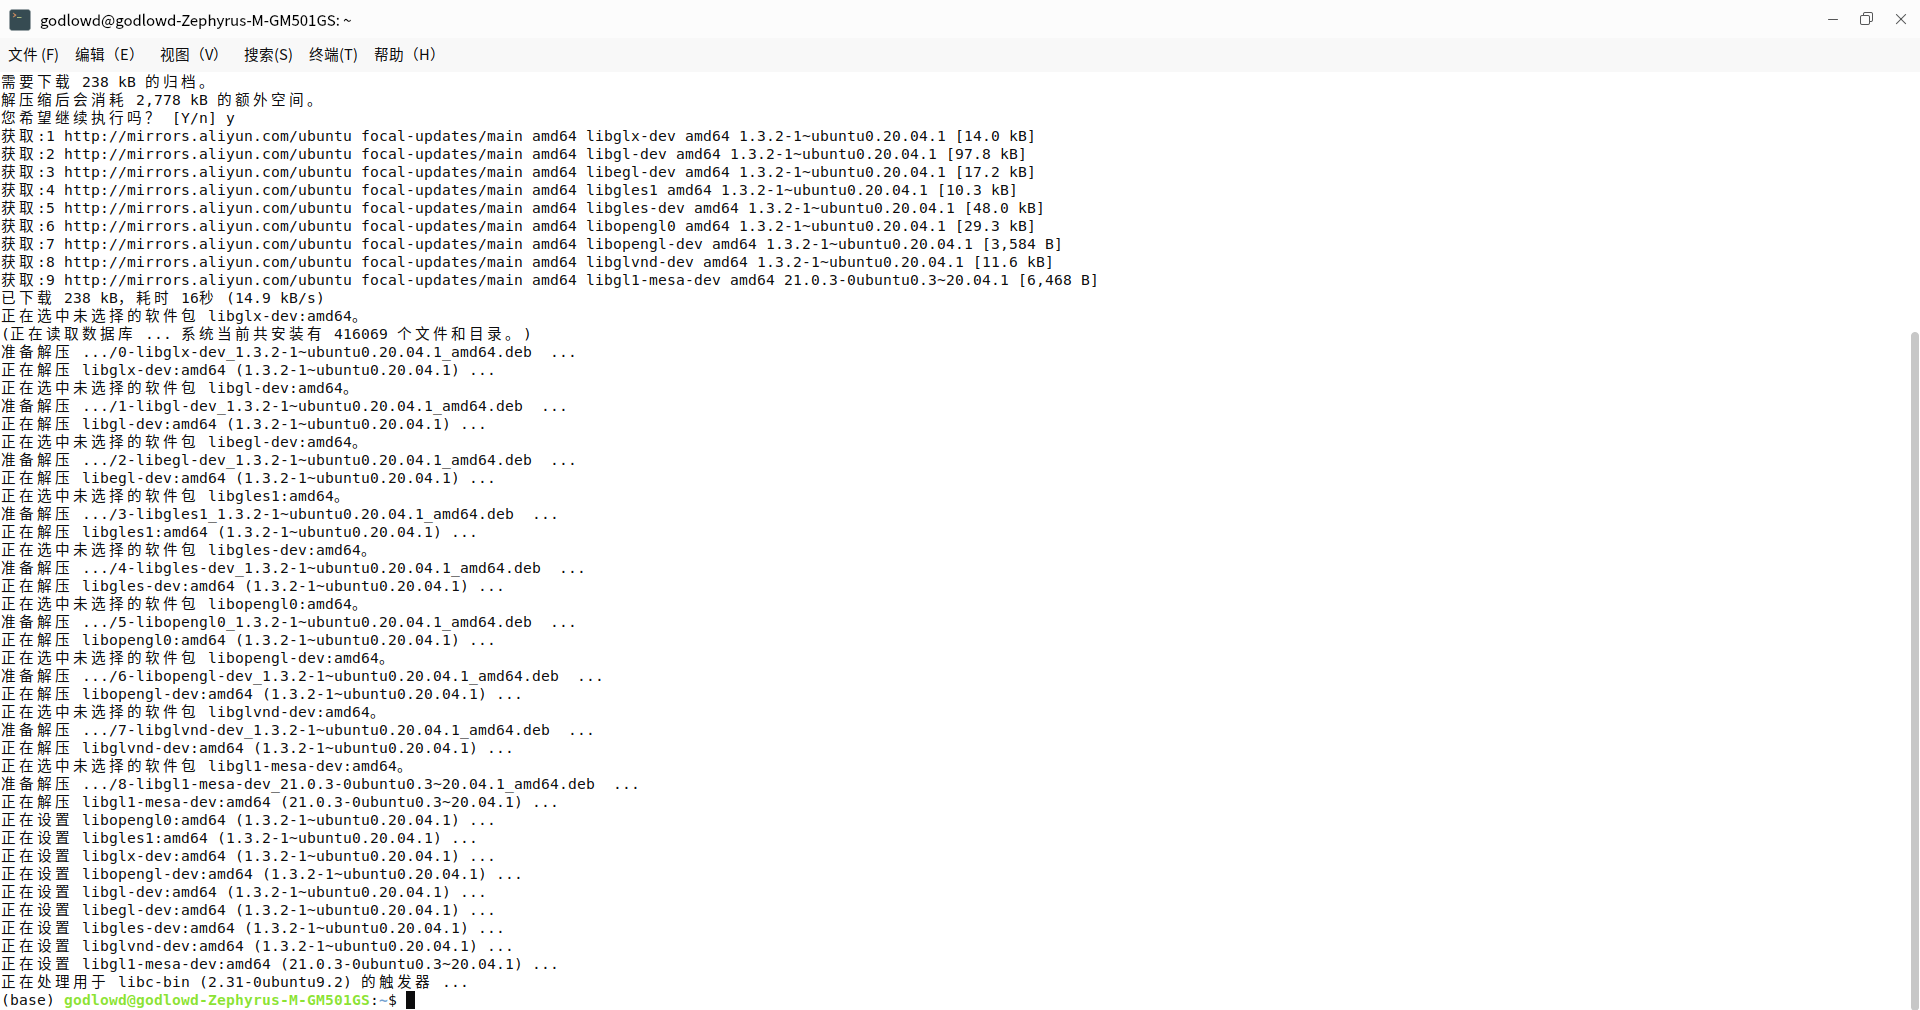 godlowd@godlowd-Zephyrus-M-GM501GS: ~
文件 (F) 编辑（E） 视图（V） 搜索(S) 终端(T) 帮助（H）
需要下载 238 kB 的归档。
解压缩后会消耗 2,778 kB 的额外空间。
您希望继续执行吗？ [Y/n] y
获取:1 http://mirrors.aliyun.com/ubuntu focal-updates/main amd64 libglx-dev amd64 1.3.2-1~ubuntu0.20.04.1 [14.0 kB]
获取:2 http://mirrors.aliyun.com/ubuntu focal-updates/main amd64 libgl-dev amd64 1.3.2-1~ubuntu0.20.04.1 [97.8 kB]
获取:3 http://mirrors.aliyun.com/ubuntu focal-updates/main amd64 libegl-dev amd64 1.3.2-1~ubuntu0.20.04.1 [17.2 kB]
获取:4 http://mirrors.aliyun.com/ubuntu focal-updates/main amd64 libgles1 amd64 1.3.2-1~ubuntu0.20.04.1 [10.3 kB]
获取:5 http://mirrors.aliyun.com/ubuntu focal-updates/main amd64 libgles-dev amd64 1.3.2-1~ubuntu0.20.04.1 [48.0 kB]
获取:6 http://mirrors.aliyun.com/ubuntu focal-updates/main amd64 libopengl0 amd64 1.3.2-1~ubuntu0.20.04.1 [29.3 kB]
获取:7 http://mirrors.aliyun.com/ubuntu focal-updates/main amd64 libopengl-dev amd64 1.3.2-1~ubuntu0.20.04.1 [3,584 B]
获取:8 http://mirrors.aliyun.com/ubuntu focal-updates/main amd64 libglvnd-dev amd64 1.3.2-1~ubuntu0.20.04.1 [11.6 kB]
获取:9 http://mirrors.aliyun.com/ubuntu focal-updates/main amd64 libgl1-mesa-dev amd64 21.0.3-0ubuntu0.3~20.04.1 [6,468 B]
已下载 238 kB，耗时 16秒 (14.9 kB/s)
正在选中未选择的软件包 libglx-dev:amd64。
(正在读取数据库 ... 系统当前共安装有 416069 个文件和目录。)
准备解压 .../0-libglx-dev_1.3.2-1~ubuntu0.20.04.1_amd64.deb  ...
正在解压 libglx-dev:amd64 (1.3.2-1~ubuntu0.20.04.1) ...
正在选中未选择的软件包 libgl-dev:amd64。
准备解压 .../1-libgl-dev_1.3.2-1~ubuntu0.20.04.1_amd64.deb  ...
正在解压 libgl-dev:amd64 (1.3.2-1~ubuntu0.20.04.1) ...
正在选中未选择的软件包 libegl-dev:amd64。
准备解压 .../2-libegl-dev_1.3.2-1~ubuntu0.20.04.1_amd64.deb  ...
正在解压 libegl-dev:amd64 (1.3.2-1~ubuntu0.20.04.1) ...
正在选中未选择的软件包 libgles1:amd64。
准备解压 .../3-libgles1_1.3.2-1~ubuntu0.20.04.1_amd64.deb  ...
正在解压 libgles1:amd64 (1.3.2-1~ubuntu0.20.04.1) ...
正在选中未选择的软件包 libgles-dev:amd64。
准备解压 .../4-libgles-dev_1.3.2-1~ubuntu0.20.04.1_amd64.deb  ...
正在解压 libgles-dev:amd64 (1.3.2-1~ubuntu0.20.04.1) ...
正在选中未选择的软件包 libopengl0:amd64。
准备解压 .../5-libopengl0_1.3.2-1~ubuntu0.20.04.1_amd64.deb  ...
正在解压 libopengl0:amd64 (1.3.2-1~ubuntu0.20.04.1) ...
正在选中未选择的软件包 libopengl-dev:amd64。
准备解压 .../6-libopengl-dev_1.3.2-1~ubuntu0.20.04.1_amd64.deb  ...
正在解压 libopengl-dev:amd64 (1.3.2-1~ubuntu0.20.04.1) ...
正在选中未选择的软件包 libglvnd-dev:amd64。
准备解压 .../7-libglvnd-dev_1.3.2-1~ubuntu0.20.04.1_amd64.deb  ...
正在解压 libglvnd-dev:amd64 (1.3.2-1~ubuntu0.20.04.1) ...
正在选中未选择的软件包 libgl1-mesa-dev:amd64。
准备解压 .../8-libgl1-mesa-dev_21.0.3-0ubuntu0.3~20.04.1_amd64.deb  ...
正在解压 libgl1-mesa-dev:amd64 (21.0.3-0ubuntu0.3~20.04.1) ...
正在设置 libopengl0:amd64 (1.3.2-1~ubuntu0.20.04.1) ...
正在设置 libgles1:amd64 (1.3.2-1~ubuntu0.20.04.1) ...
正在设置 libglx-dev:amd64 (1.3.2-1~ubuntu0.20.04.1) ...
正在设置 libopengl-dev:amd64 (1.3.2-1~ubuntu0.20.04.1) ...
正在设置 libgl-dev:amd64 (1.3.2-1~ubuntu0.20.04.1) ...
正在设置 libegl-dev:amd64 (1.3.2-1~ubuntu0.20.04.1) ...
正在设置 libgles-dev:amd64 (1.3.2-1~ubuntu0.20.04.1) ...
正在设置 libglvnd-dev:amd64 (1.3.2-1~ubuntu0.20.04.1) ...
正在设置 libgl1-mesa-dev:amd64 (21.0.3-0ubuntu0.3~20.04.1) ...
正在处理用于 libc-bin (2.31-0ubuntu9.2) 的触发器 ...
(base) godlowd@godlowd-Zephyrus-M-GM501GS:~$